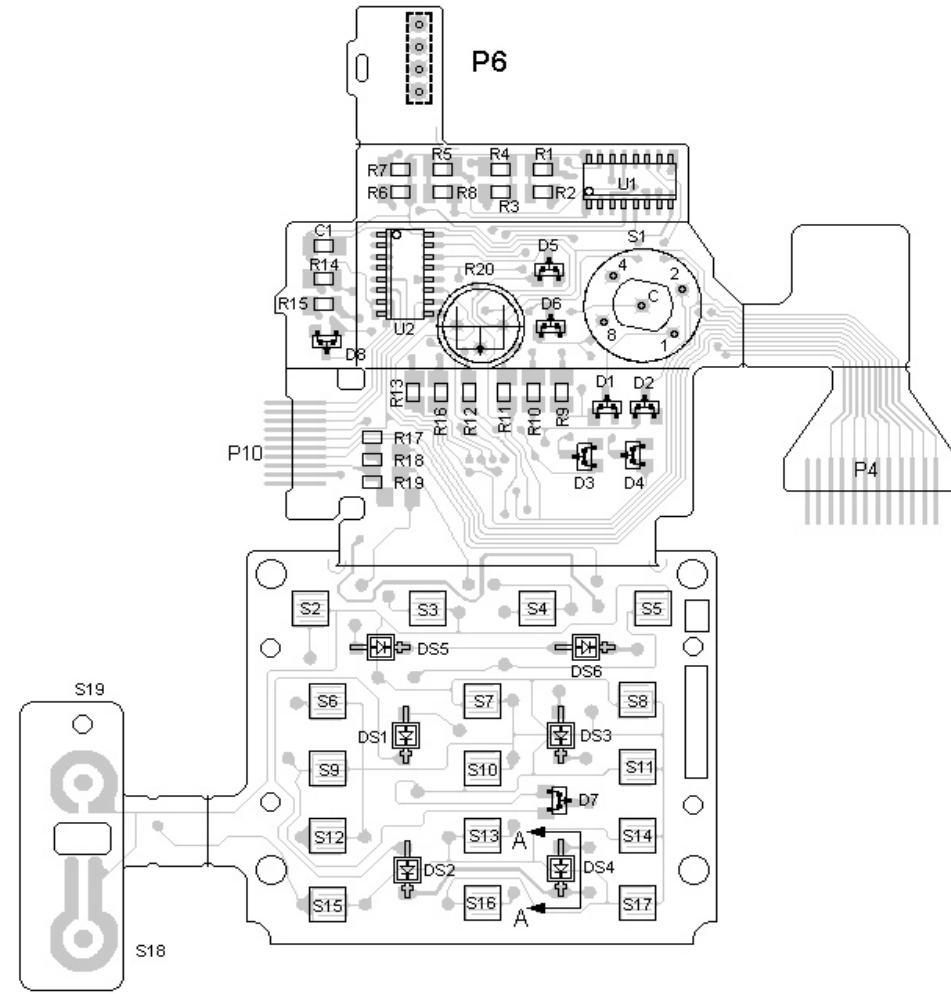 P6
R5 R4 R1
R7 U1
R6 R8 R2
R3
C1 S1
D5
R14 R20 4 2
C
R15 D6
U2 8 1
D8
R13 R16 R12 R11 R10 R9 D1 D2
R17
P10 R18 D3 D4 P4
R19
S2 S3 S4 S5
DS5
DS6
S19
S6 S7 S8
DS1 DS3
S9 S10 S11
D7
S12 S13 A S14
DS2 DS4
S15 S16 A S17
S18